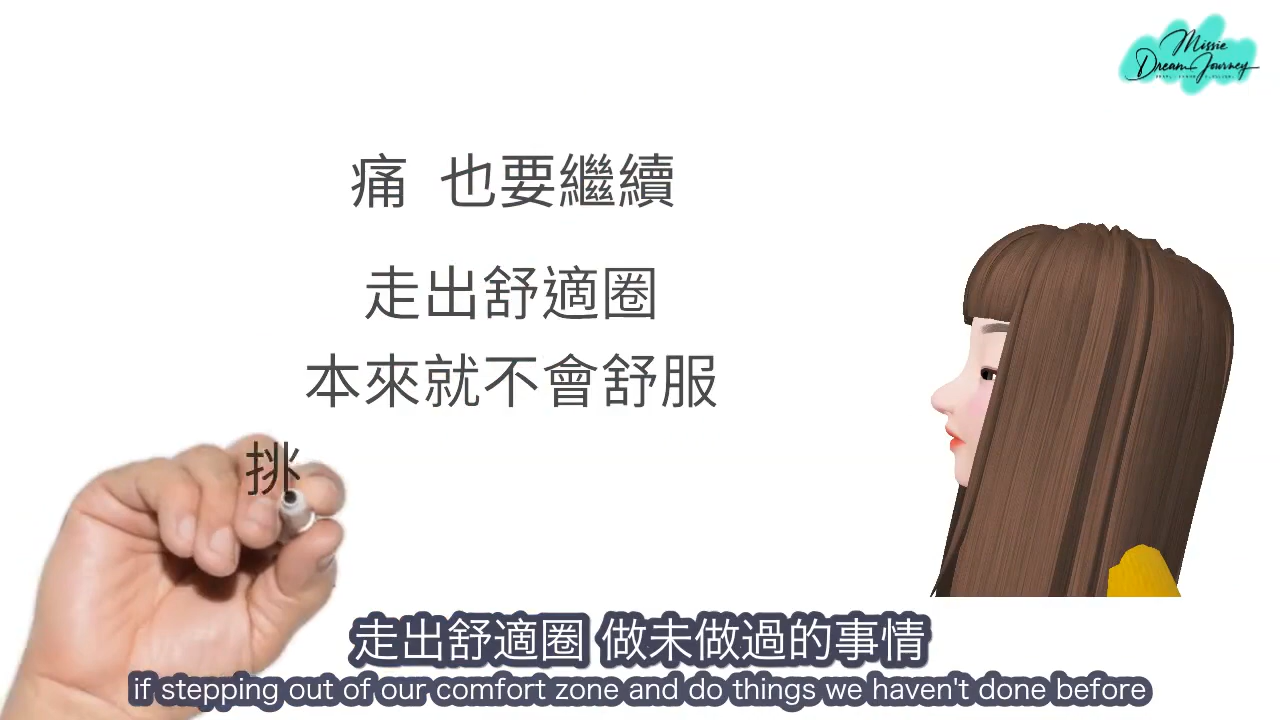 Missie
Dream Journey
痛 也要繼續
走出舒適圈
本來就不會舒服
挑
走出舒適圈 做未做過的事情
if stepping out of our comfort zone and do things we haven't done before